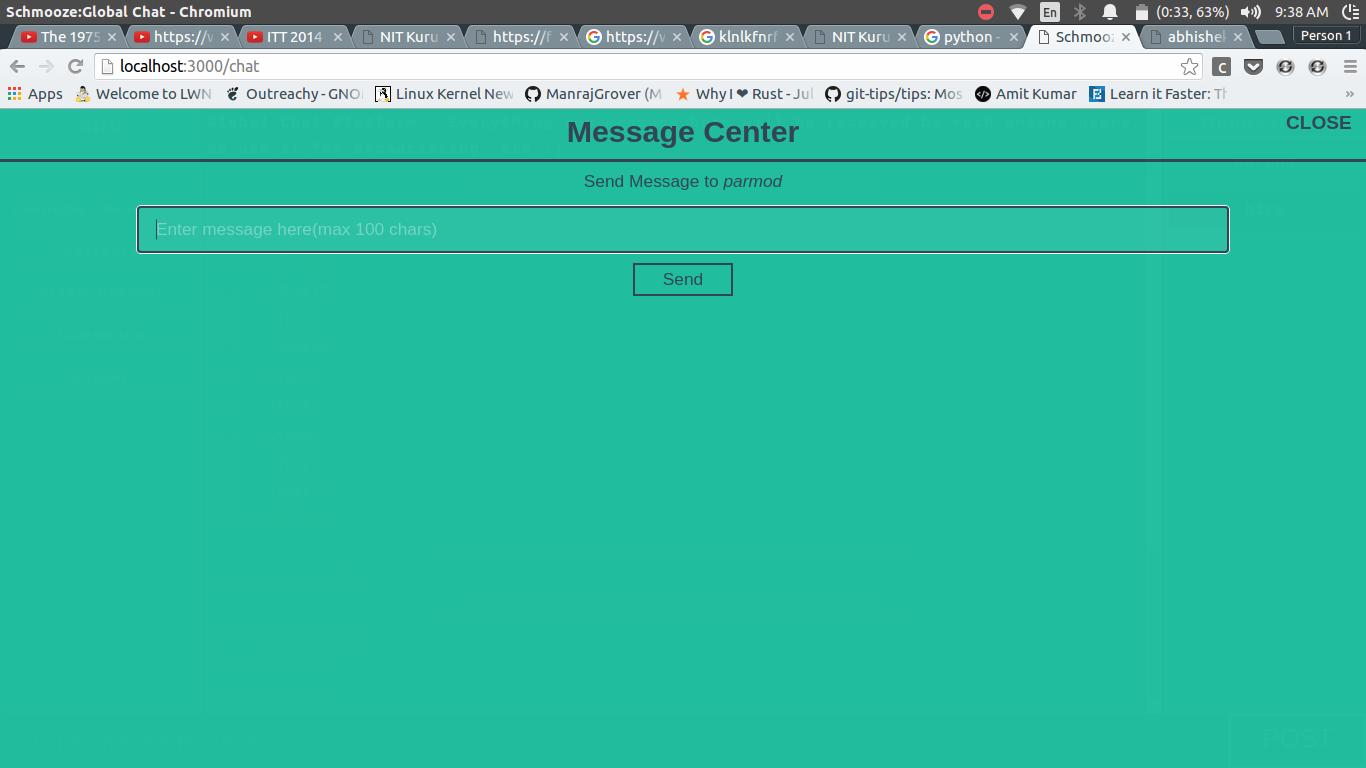 Schmooze:Global Chat - Chromium
En (0:33, 63%) 9:38 AM
The 1975 https://v ITT 2014 NIT Kuru https://f https://v klnlkfnrf NIT Kuru python - Schmooz abhishek Person 1
localhost:3000/chat
Apps Welcome to LWN Outreachy - GNO Linux Kernel New ManrajGrover (M Why I ❤ Rust - Jul git-tips/tips: Mos Amit Kumar Learn it Faster: Th »
Message Center
CLOSE
Send Message to parmod
Enter message here(max 100 chars)
Send
POST